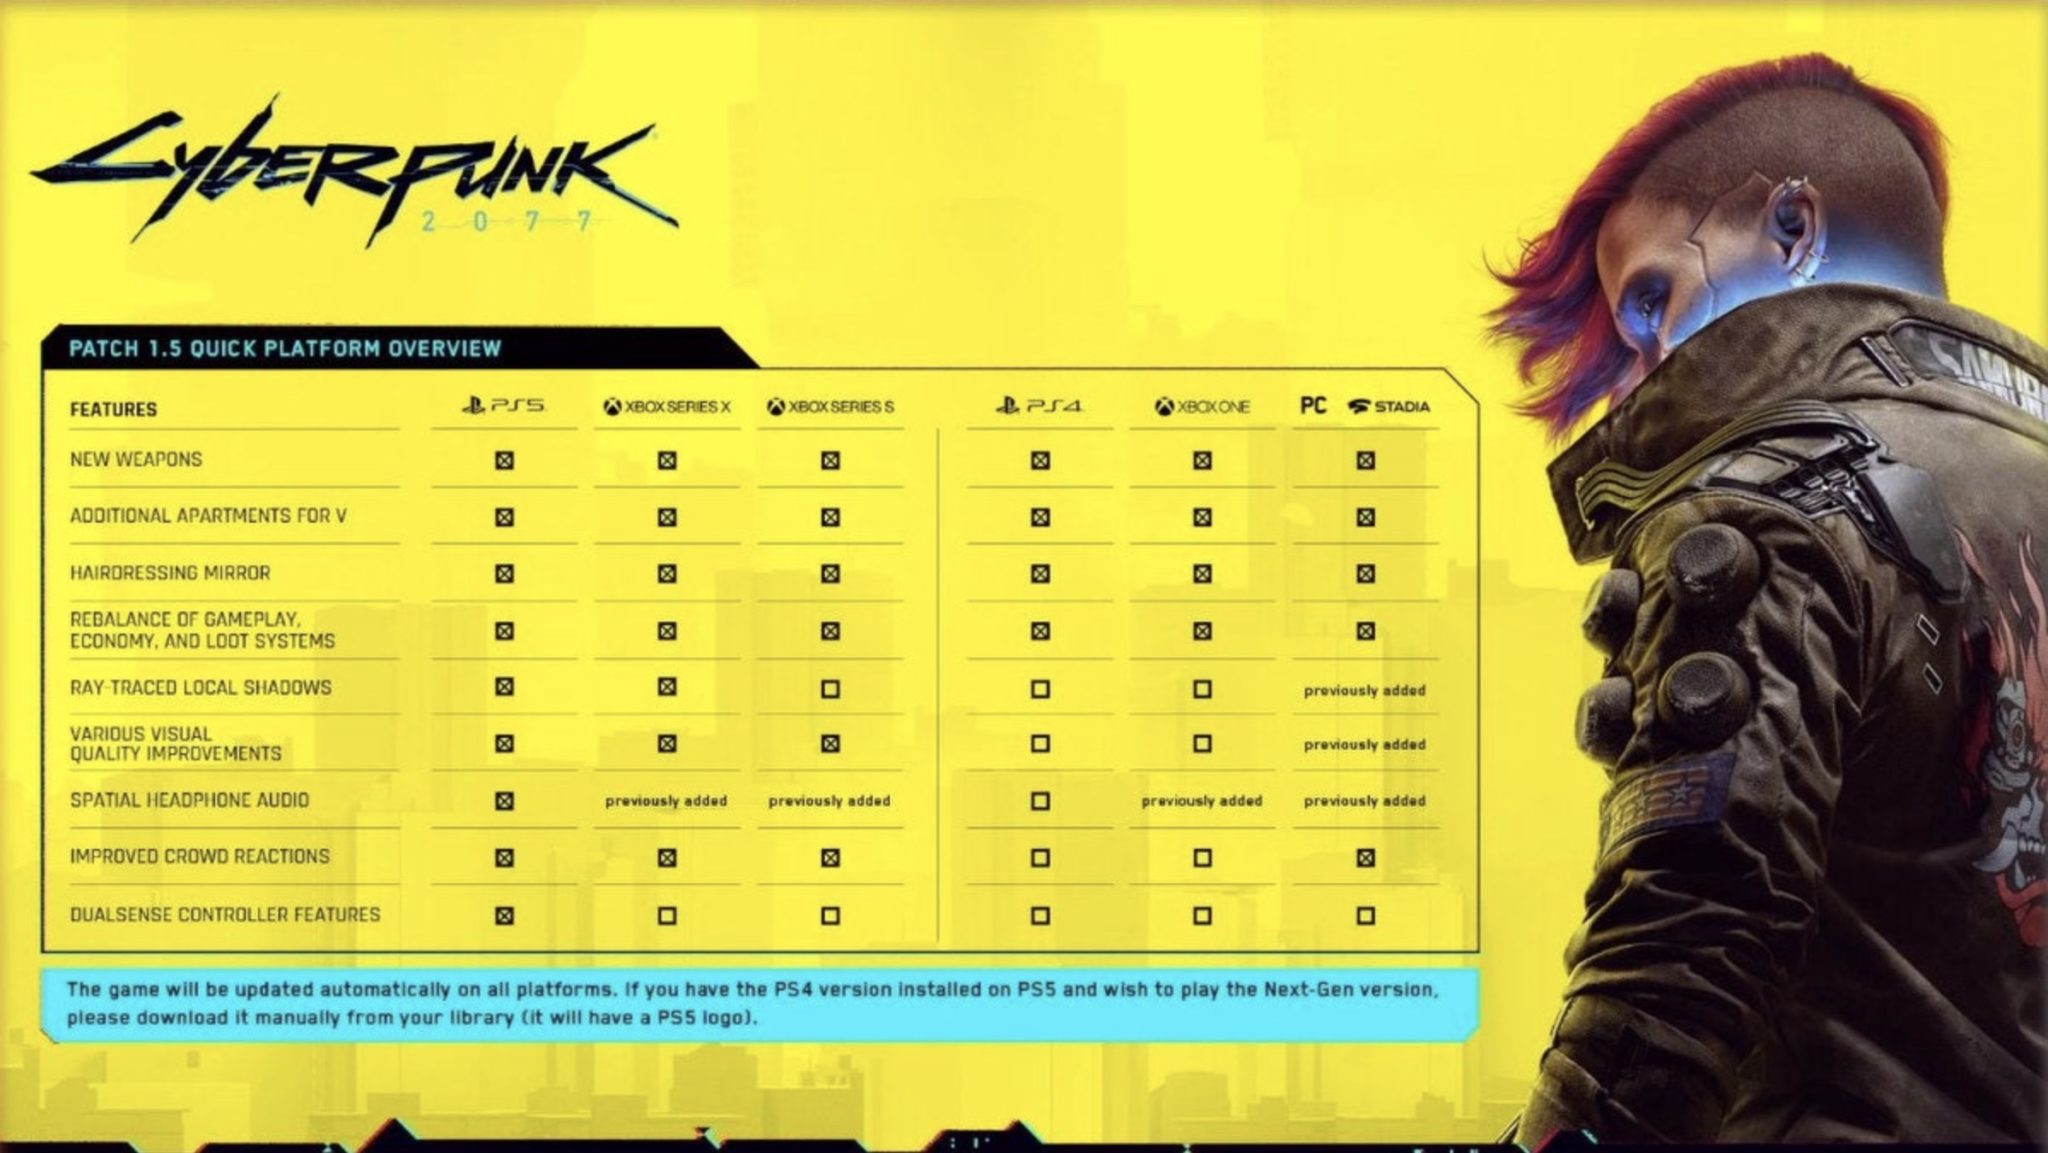 CYBERPUNK
2077
PATCH 1.5 QUICK PLATFORM OVERVIEW
FEATURES PS5 XBOX SERIES X XBOX SERIES S PS4 XBOX ONE PC STADIA
NEW WEAPONS ☒ ☒ ☒ ☒ ☒ ☒
ADDITIONAL APARTMENTS FOR V ☒ ☒ ☒ ☒ ☒ ☒
HAIRDRESSING MIRROR ☒ ☒ ☒ ☒ ☒ ☒
REBALANCE OF GAMEPLAY,
ECONOMY, AND LOOT SYSTEMS ☒ ☒ ☒ ☒ ☒ ☒
RAY-TRACED LOCAL SHADOWS ☒ ☒ ☐ ☐ ☐ previously added
VARIOUS VISUAL
QUALITY IMPROVEMENTS ☒ ☒ ☒ ☐ ☐ previously added
SPATIAL HEADPHONE AUDIO ☒ previously added previously added ☐ previously added previously added
IMPROVED CROWD REACTIONS ☒ ☒ ☒ ☐ ☐ ☒
DUALSENSE CONTROLLER FEATURES ☒ ☐ ☐ ☐ ☐ ☐
The game will be updated automatically on all platforms. If you have the PS4 version installed on PS5 and wish to play the Next-Gen version,
please download it manually from your library (it will have a PS5 logo).